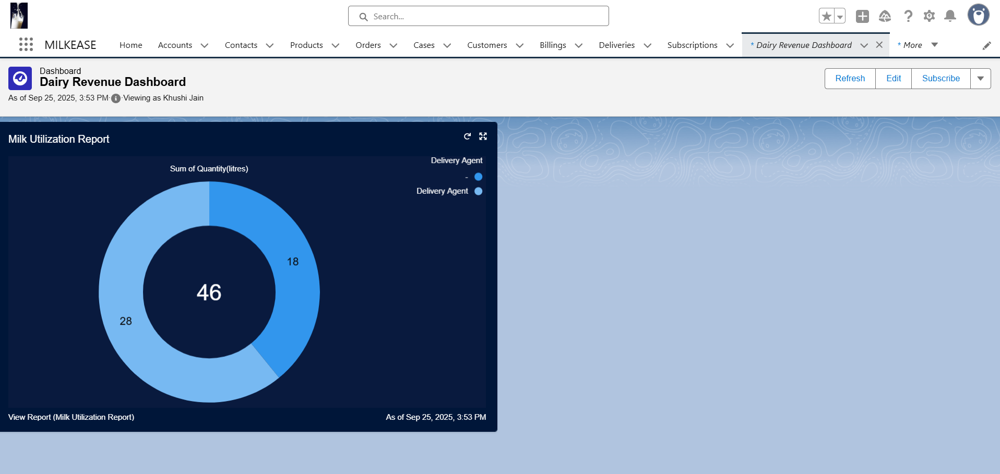 Search...
MILKEASE
Home
Accounts
Contacts
Products
Orders
Cases
Customers
Billings
Deliveries
Subscriptions
* Dairy Revenue Dashboard
* More
Dashboard
Dairy Revenue Dashboard
As of Sep 25, 2025, 3:53 PM·Viewing as Khushi Jain
Refresh
Edit
Subscribe
Milk Utilization Report
Delivery Agent
Sum of Quantity(litres)
-
Delivery Agent
18
46
28
View Report (Milk Utilization Report)
As of Sep 25, 2025, 3:53 PM